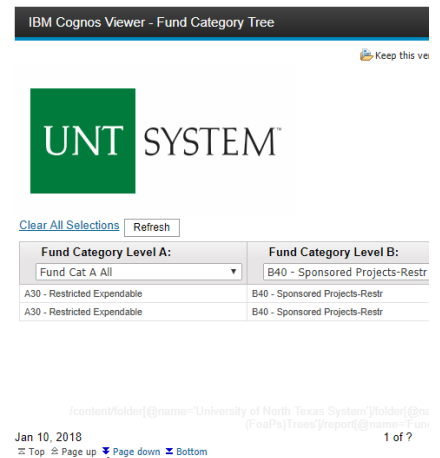 IBM Cognos Viewer - Fund Category Tree
Keep this ver
UNT SYSTEM™
Clear All Selections Refresh
Fund Category Level A: Fund Category Level B:
Fund Cat A All B40 - Sponsored Projects-Restr
A30 - Restricted Expendable B40 - Sponsored Projects-Restr
A30 - Restricted Expendable B40 - Sponsored Projects-Restr
/content/folder[@name='University of North Texas System']/folder[@na
(FoaPs)Trees']/report[@name='Fund
Jan 10, 2018 1 of ?
Top Page up Page down Bottom